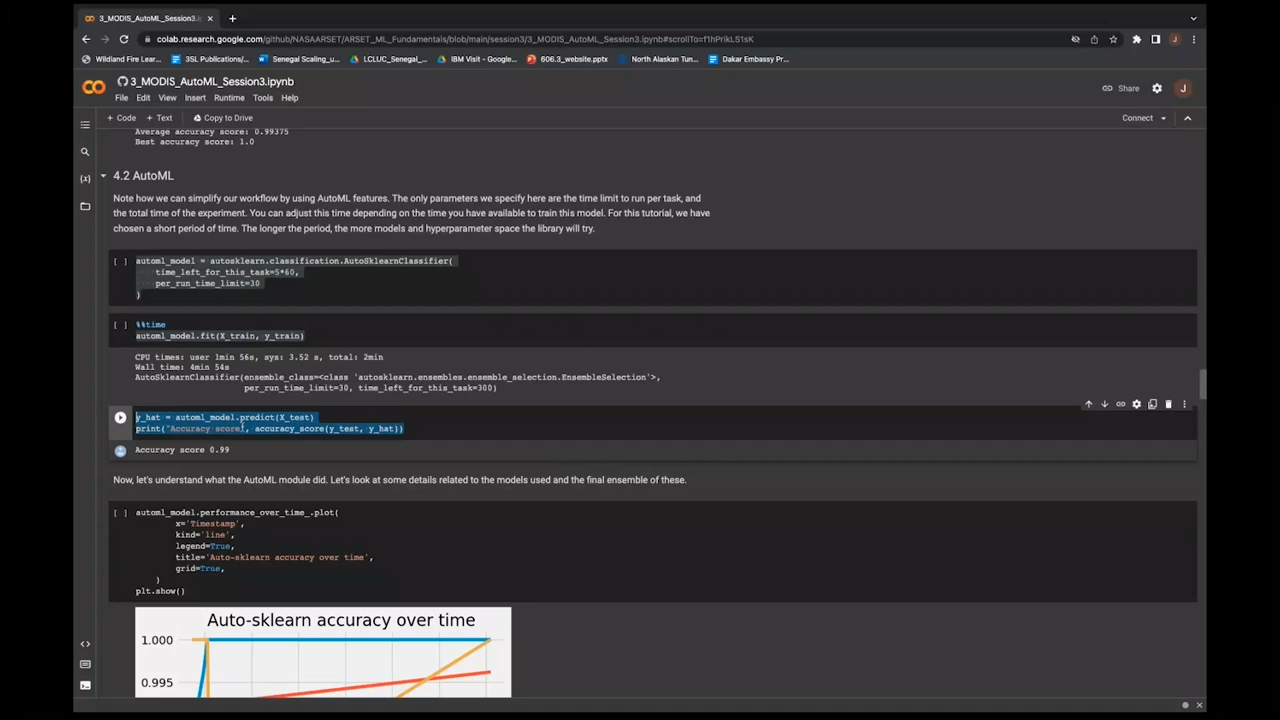 3_MODIS_AutoML_Session3.i
colab.research.google.com/github/NASAARSET/ARSET_ML_Fundamentals/blob/main/session3/3_MODIS_AutoML_Session3.ipynb#scrollTo=f1hPrikLS1sK
J
Wildland Fire Lear...
3SL Publications/...
Senegal Scaling_u...
LCLUC_Senegal_...
IBM Visit - Google...
606.3_website.pptx
North Alaskan Tun...
Dakar Embassy Pr...
3_MODIS_AutoML_Session3.ipynb
Share
J
File Edit View Insert Runtime Tools Help
+ Code + Text Copy to Drive
Connect
Average accuracy score: 0.99375
Best accuracy score: 1.0
4.2 AutoML
Note how we can simplify our workflow by using AutoML features. The only parameters we specify here are the time limit to run per task, and
the total time of the experiment. You can adjust this time depending on the time you have available to train this model. For this tutorial, we have
chosen a short period of time. The longer the period, the more models and hyperparameter space the library will try.
[ ] automl_model = autosklearn.classification.AutoSklearnClassifier(
time_left_for_this_task=5*60,
per_run_time_limit=30
)
[ ] %%time
automl_model.fit(X_train, y_train)
CPU times: user 1min 56s, sys: 3.52 s, total: 2min
Wall time: 4min 54s
AutoSklearnClassifier(ensemble_class=<class 'autosklearn.ensembles.ensemble_selection.EnsembleSelection'>,
per_run_time_limit=30, time_left_for_this_task=300)
y_hat = automl_model.predict(X_test)
print("Accuracy score", accuracy_score(y_test, y_hat))
Accuracy score 0.99
Now, let's understand what the AutoML module did. Let's look at some details related to the models used and the final ensemble of these.
[ ] automl_model.performance_over_time_.plot(
x='Timestamp',
kind='line',
legend=True,
title='Auto-sklearn accuracy over time',
grid=True,
)
plt.show()
Auto-sklearn accuracy over time
1.000
0.995